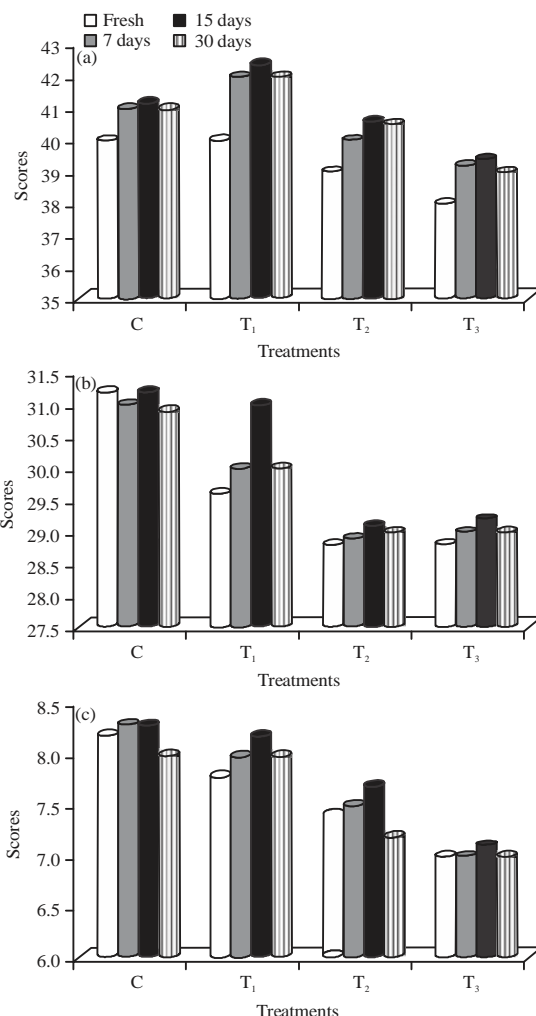 Fresh 15 days
7 days 30 days
(a)
43
42
41
40
39
38
37
36
35
Scores
C T₁ T₂ T₃
Treatments
(b)
31.5
31.0
30.5
30.0
29.5
29.0
28.5
28.0
27.5
Scores
C T₁ T₂ T₃
Treatments
(c)
8.5
8.0
7.5
7.0
6.5
6.0
Scores
C T₁ T₂ T₃
Treatments